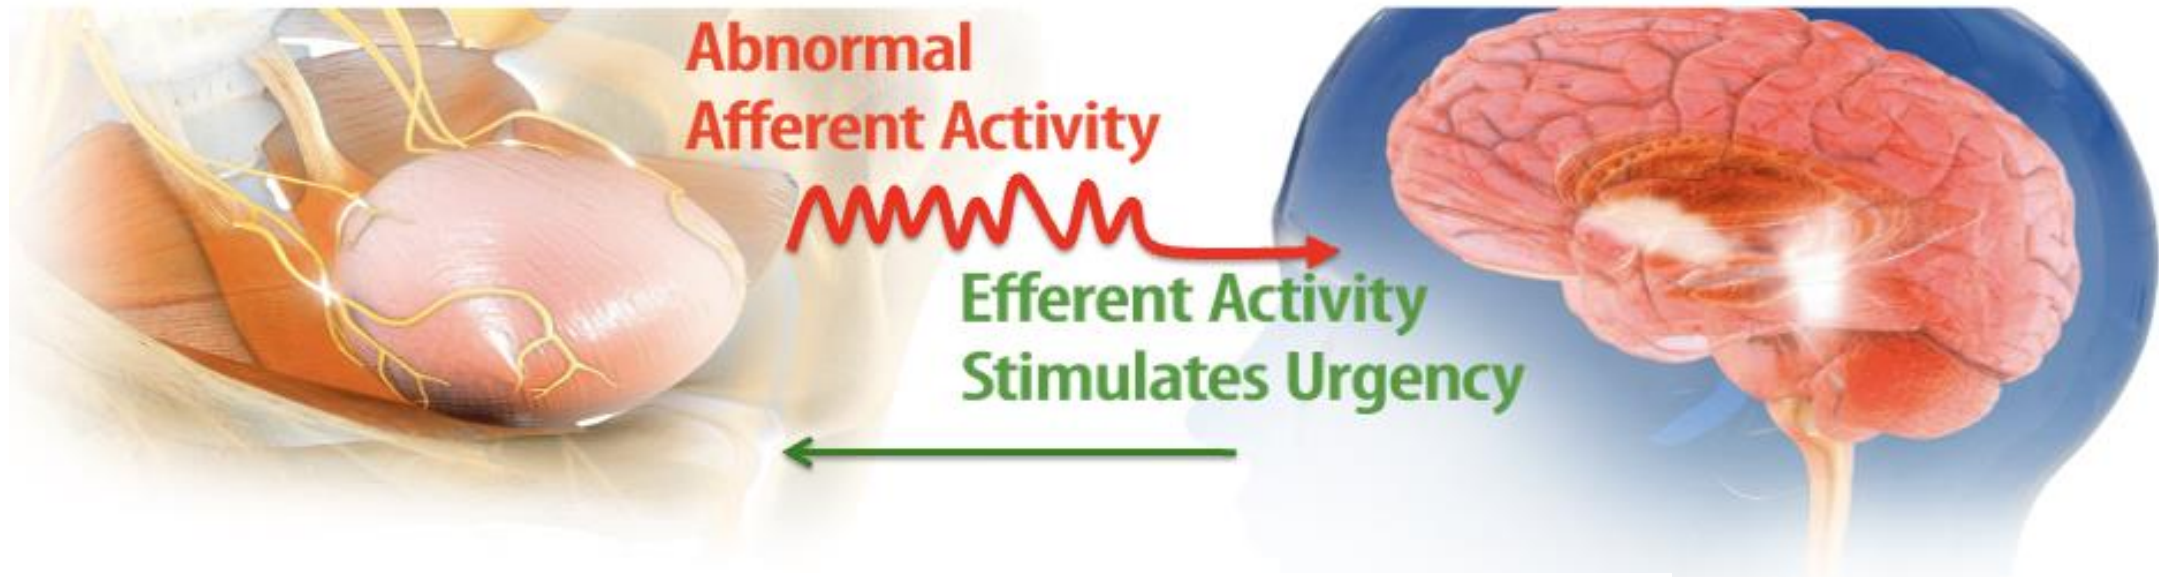 Abnormal
Afferent Activity
Efferent Activity
Stimulates Urgency